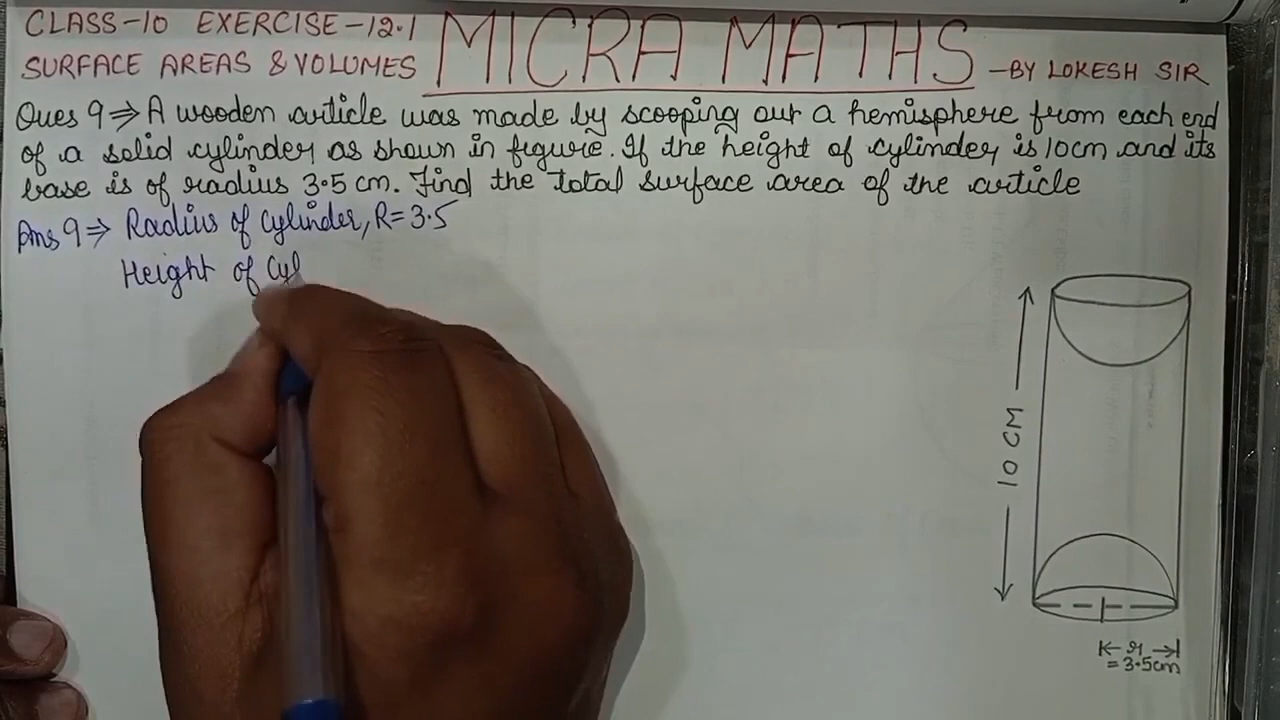 CLASS-10 EXERCISE-12.1
SURFACE AREAS & VOLUMES
MICRA MATHS
-BY LOKESH SIR
Ques 9⇒ A wooden article was made by scooping out a hemisphere from each end
of a solid cylinder as shown in figure. If the height of cylinder is 10cm and its
base is of radius 3.5 cm. Find the total surface area of the article
Ans 9⇒ Radius of Cylinder, R=3.5
Height of Cyl
10 CM
r
= 3.5cm